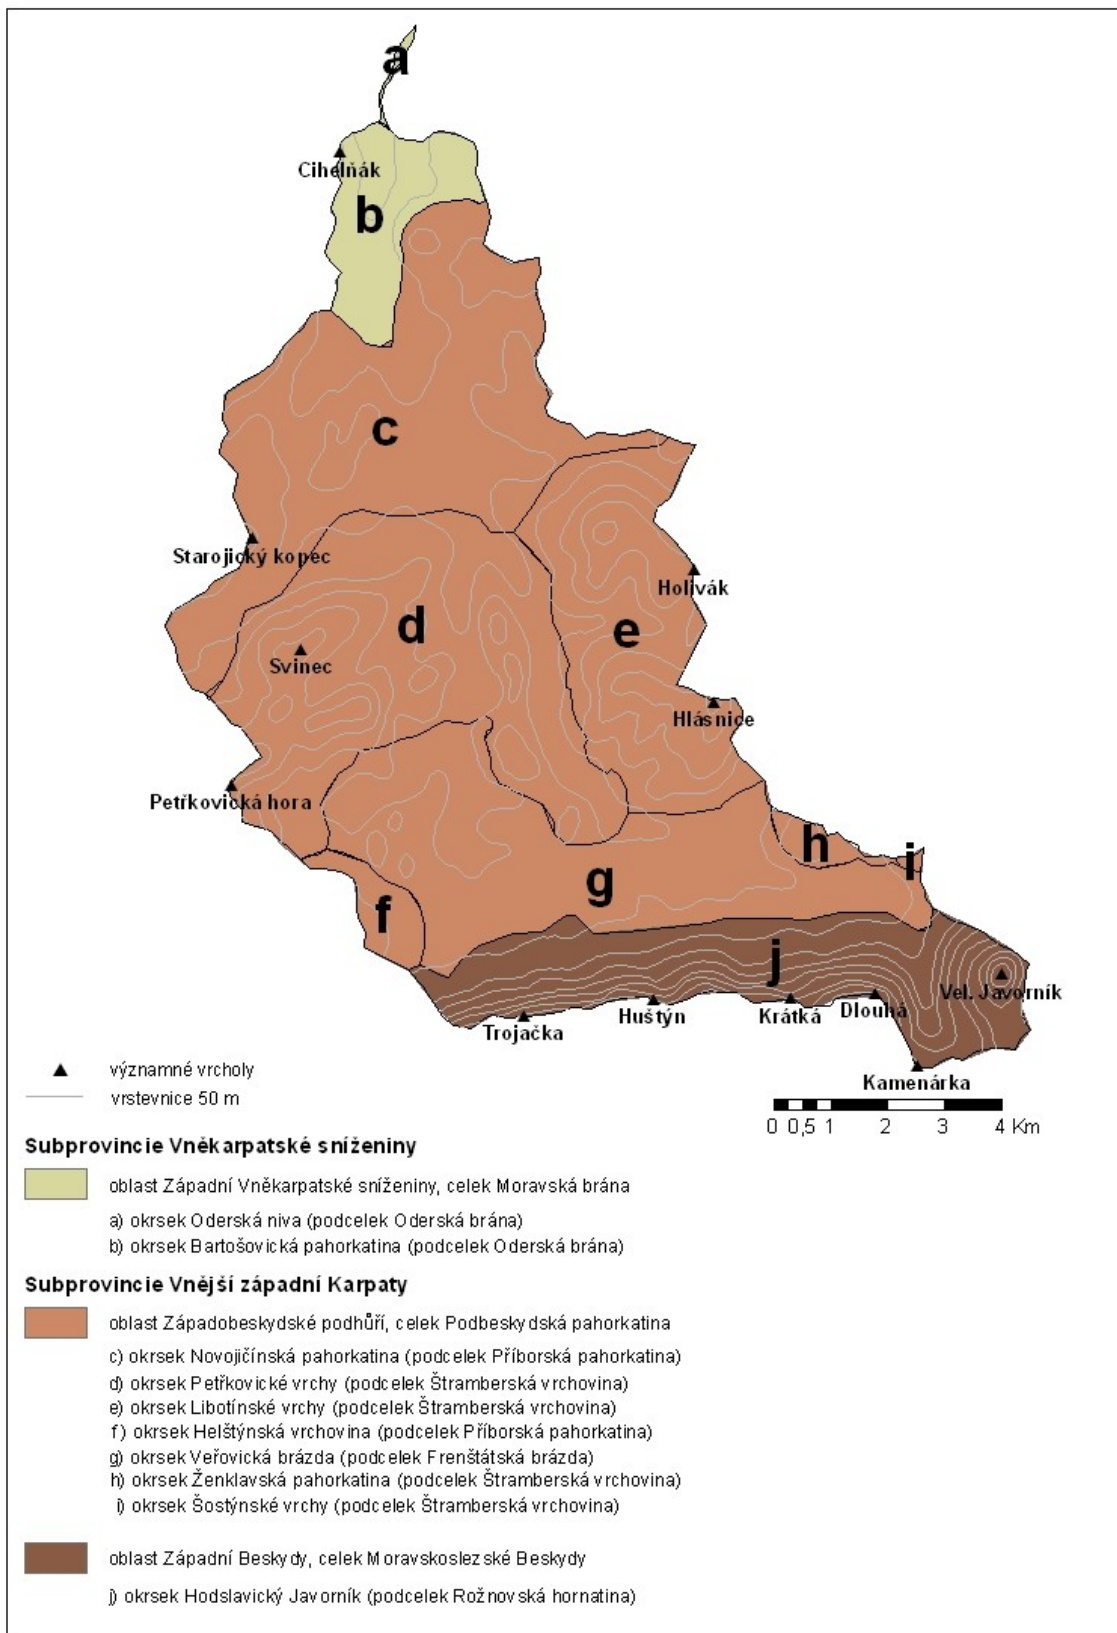 a
Cihelňák
b
c
Starojický kopec
Holivák
d
e
Svinec
Hlásnice
Petřkovická hora
h
i
g
f
j
Vel. Javorník
Trojačka
Huštýn
Krátká
Dlouhá
Kamenárka
významné vrcholy
vrstevnice 50 m
0 0,5 1 2 3 4 Km
Subprovincie Vněkarpatské sníženiny
oblast Západní Vněkarpatské sníženiny, celek Moravská brána
a) okrsek Oderská niva (podcelek Oderská brána)
b) okrsek Bartošovická pahorkatina (podcelek Oderská brána)
Subprovincie Vnější západní Karpaty
oblast Západobeskydské podhůří, celek Podbeskydská pahorkatina
c) okrsek Novojičínská pahorkatina (podcelek Příborská pahorkatina)
d) okrsek Petřkovické vrchy (podcelek Štramberská vrchovina)
e) okrsek Libotínské vrchy (podcelek Štramberská vrchovina)
f) okrsek Helštýnská vrchovina (podcelek Příborská pahorkatina)
g) okrsek Veřovická brázda (podcelek Frenštátská brázda)
h) okrsek Ženklavská pahorkatina (podcelek Štramberská vrchovina)
i) okrsek Šostýnské vrchy (podcelek Štramberská vrchovina)
oblast Západní Beskydy, celek Moravskoslezské Beskydy
j) okrsek Hodslavický Javorník (podcelek Rožnovská hornatina)